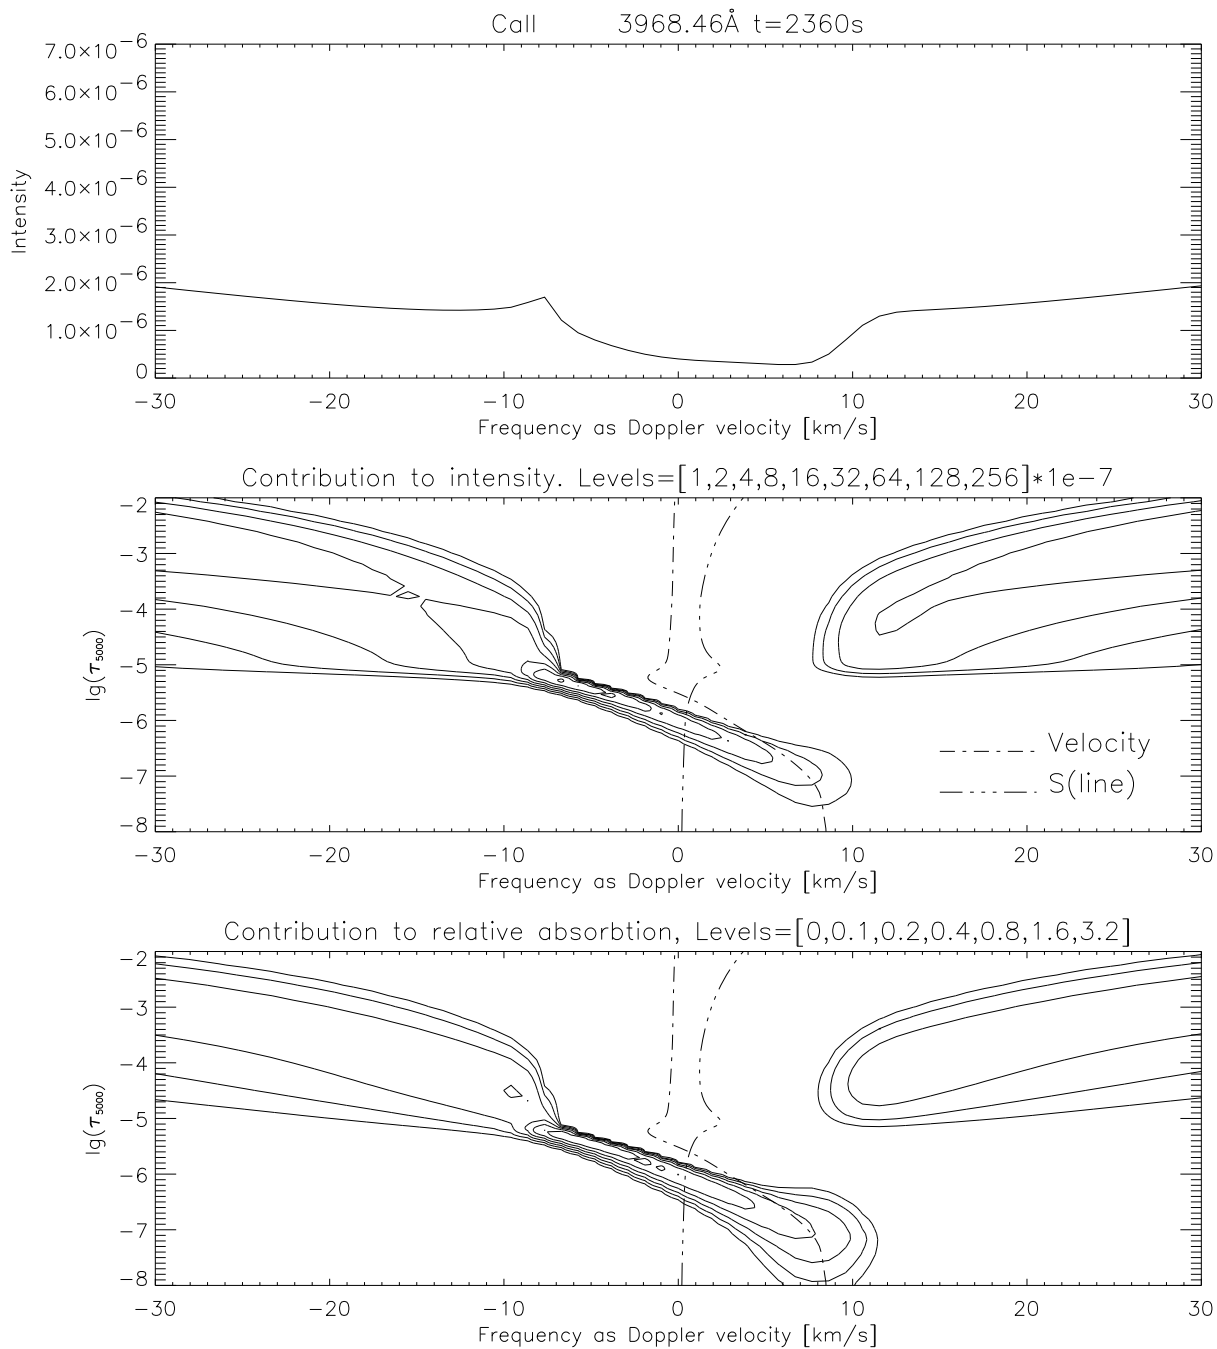 CaII 3968.46Å t=2360s
7.0×10−6
6.0×10−6
5.0×10−6
4.0×10−6
3.0×10−6
2.0×10−6
1.0×10−6
0
Intensity
−30 −20 −10 0 10 20 30
Frequency as Doppler velocity [km/s]
Contribution to intensity. Levels=[1,2,4,8,16,32,64,128,256]*1e−7
−2
−3
−4
−5
−6
−7
−8
lg(τ5000)
Velocity
S(line)
−30 −20 −10 0 10 20 30
Frequency as Doppler velocity [km/s]
Contribution to relative absorbtion, Levels=[0,0.1,0.2,0.4,0.8,1.6,3.2]
−2
−3
−4
−5
−6
−7
−8
lg(τ5000)
−30 −20 −10 0 10 20 30
Frequency as Doppler velocity [km/s]